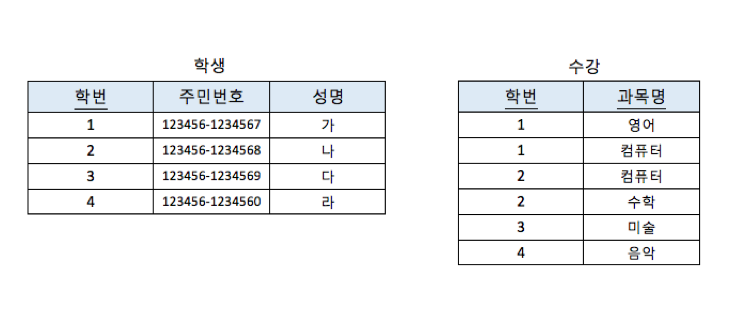 학생
학번 주민번호 성명
1 123456-1234567 가
2 123456-1234568 나
3 123456-1234569 다
4 123456-1234560 라
수강
학번 과목명
1 영어
1 컴퓨터
2 컴퓨터
2 수학
3 미술
4 음악